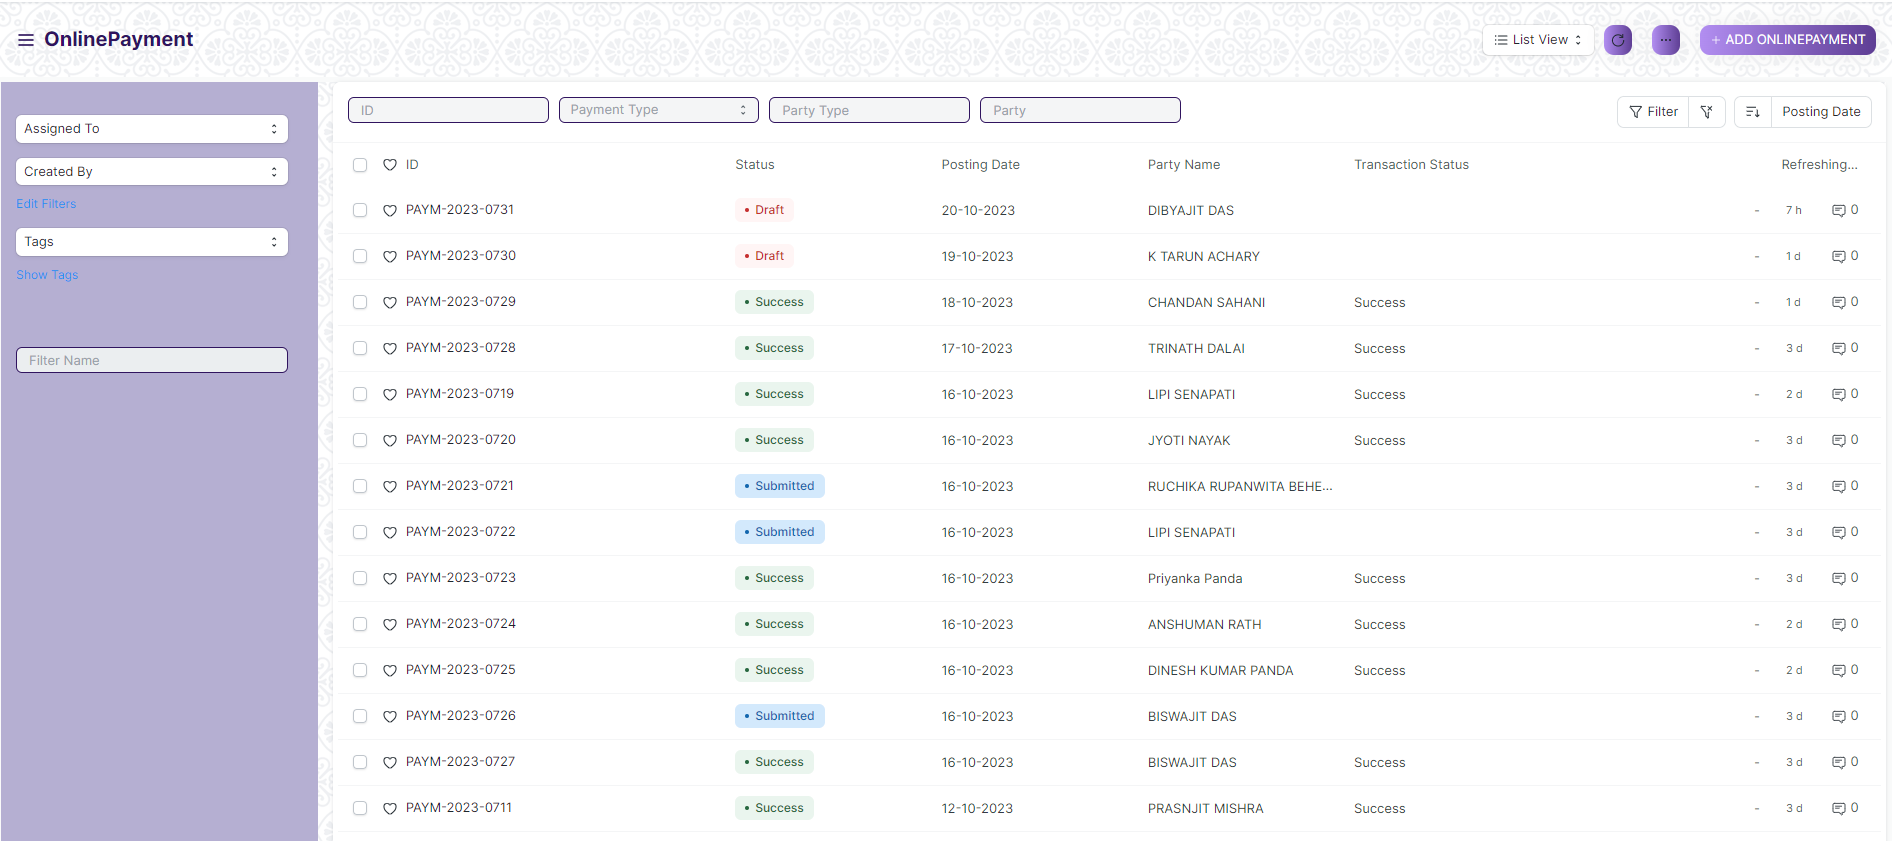 OnlinePayment
List View
...
+ ADD ONLINEPAYMENT
Assigned To
Created By
Edit Filters
Tags
Show Tags
Filter Name
ID Payment Type Party Type Party Filter Posting Date
ID Status Posting Date Party Name Transaction Status Refreshing...
PAYM-2023-0731 • Draft 20-10-2023 DIBYAJIT DAS - 7 h 0
PAYM-2023-0730 • Draft 19-10-2023 K TARUN ACHARY - 1 d 0
PAYM-2023-0729 • Success 18-10-2023 CHANDAN SAHANI Success - 1 d 0
PAYM-2023-0728 • Success 17-10-2023 TRINATH DALAI Success - 3 d 0
PAYM-2023-0719 • Success 16-10-2023 LIPI SENAPATI Success - 2 d 0
PAYM-2023-0720 • Success 16-10-2023 JYOTI NAYAK Success - 3 d 0
PAYM-2023-0721 • Submitted 16-10-2023 RUCHIKA RUPANWITA BEHE... - 3 d 0
PAYM-2023-0722 • Submitted 16-10-2023 LIPI SENAPATI - 3 d 0
PAYM-2023-0723 • Success 16-10-2023 Priyanka Panda Success - 3 d 0
PAYM-2023-0724 • Success 16-10-2023 ANSHUMAN RATH Success - 2 d 0
PAYM-2023-0725 • Success 16-10-2023 DINESH KUMAR PANDA Success - 2 d 0
PAYM-2023-0726 • Submitted 16-10-2023 BISWAJIT DAS - 3 d 0
PAYM-2023-0727 • Success 16-10-2023 BISWAJIT DAS Success - 3 d 0
PAYM-2023-0711 • Success 12-10-2023 PRASNJIT MISHRA Success - 3 d 0